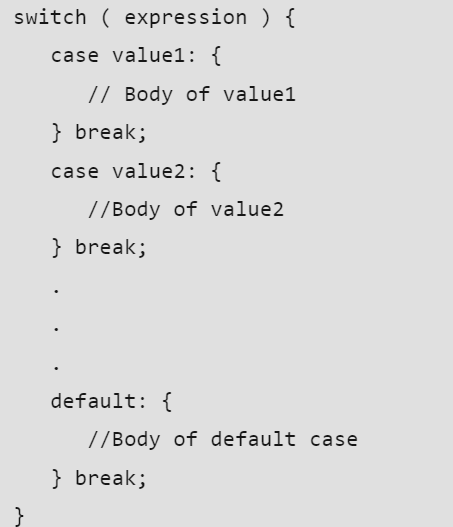 switch ( expression ) {
   case value1: {
      // Body of value1
   } break;
   case value2: {
      //Body of value2
   } break;
   .
   .
   .
   default: {
      //Body of default case
   } break;
}